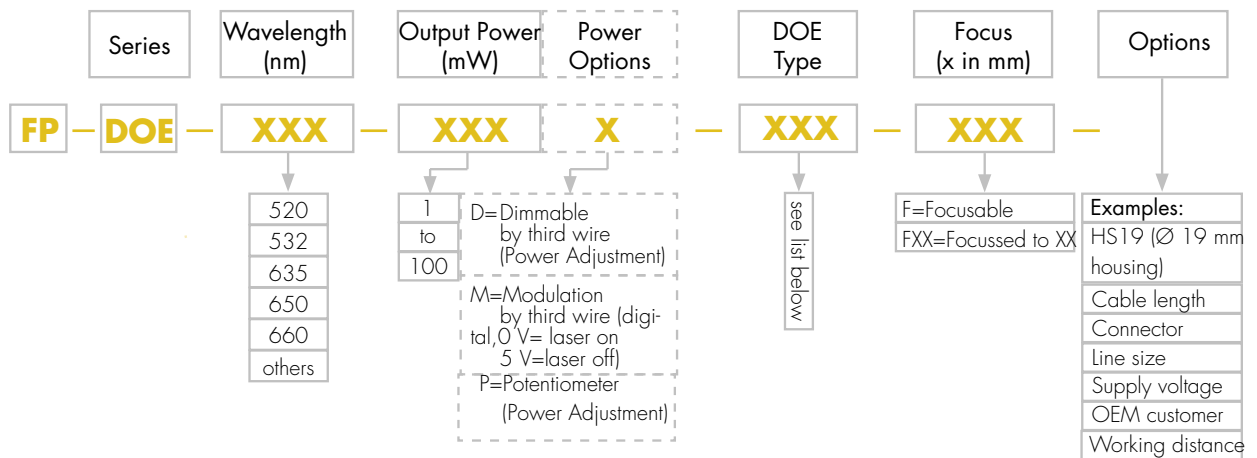 Series
Wavelength
(nm)
Output Power
(mW)
Power
Options
DOE
Type
Focus
(x in mm)
Options
FP — DOE — XXX — XXX X — XXX — XXX —
520
532
635
650
660
others
1
to
100
D=Dimmable
by third wire
(Power Adjustment)
M=Modulation
by third wire (digi-
tal,0 V= laser on
5 V=laser off)
P=Potentiometer
(Power Adjustment)
see list below
F=Focusable
FXX=Focussed to XX
Examples:
HS19 (Ø 19 mm
housing)
Cable length
Connector
Line size
Supply voltage
OEM customer
Working distance